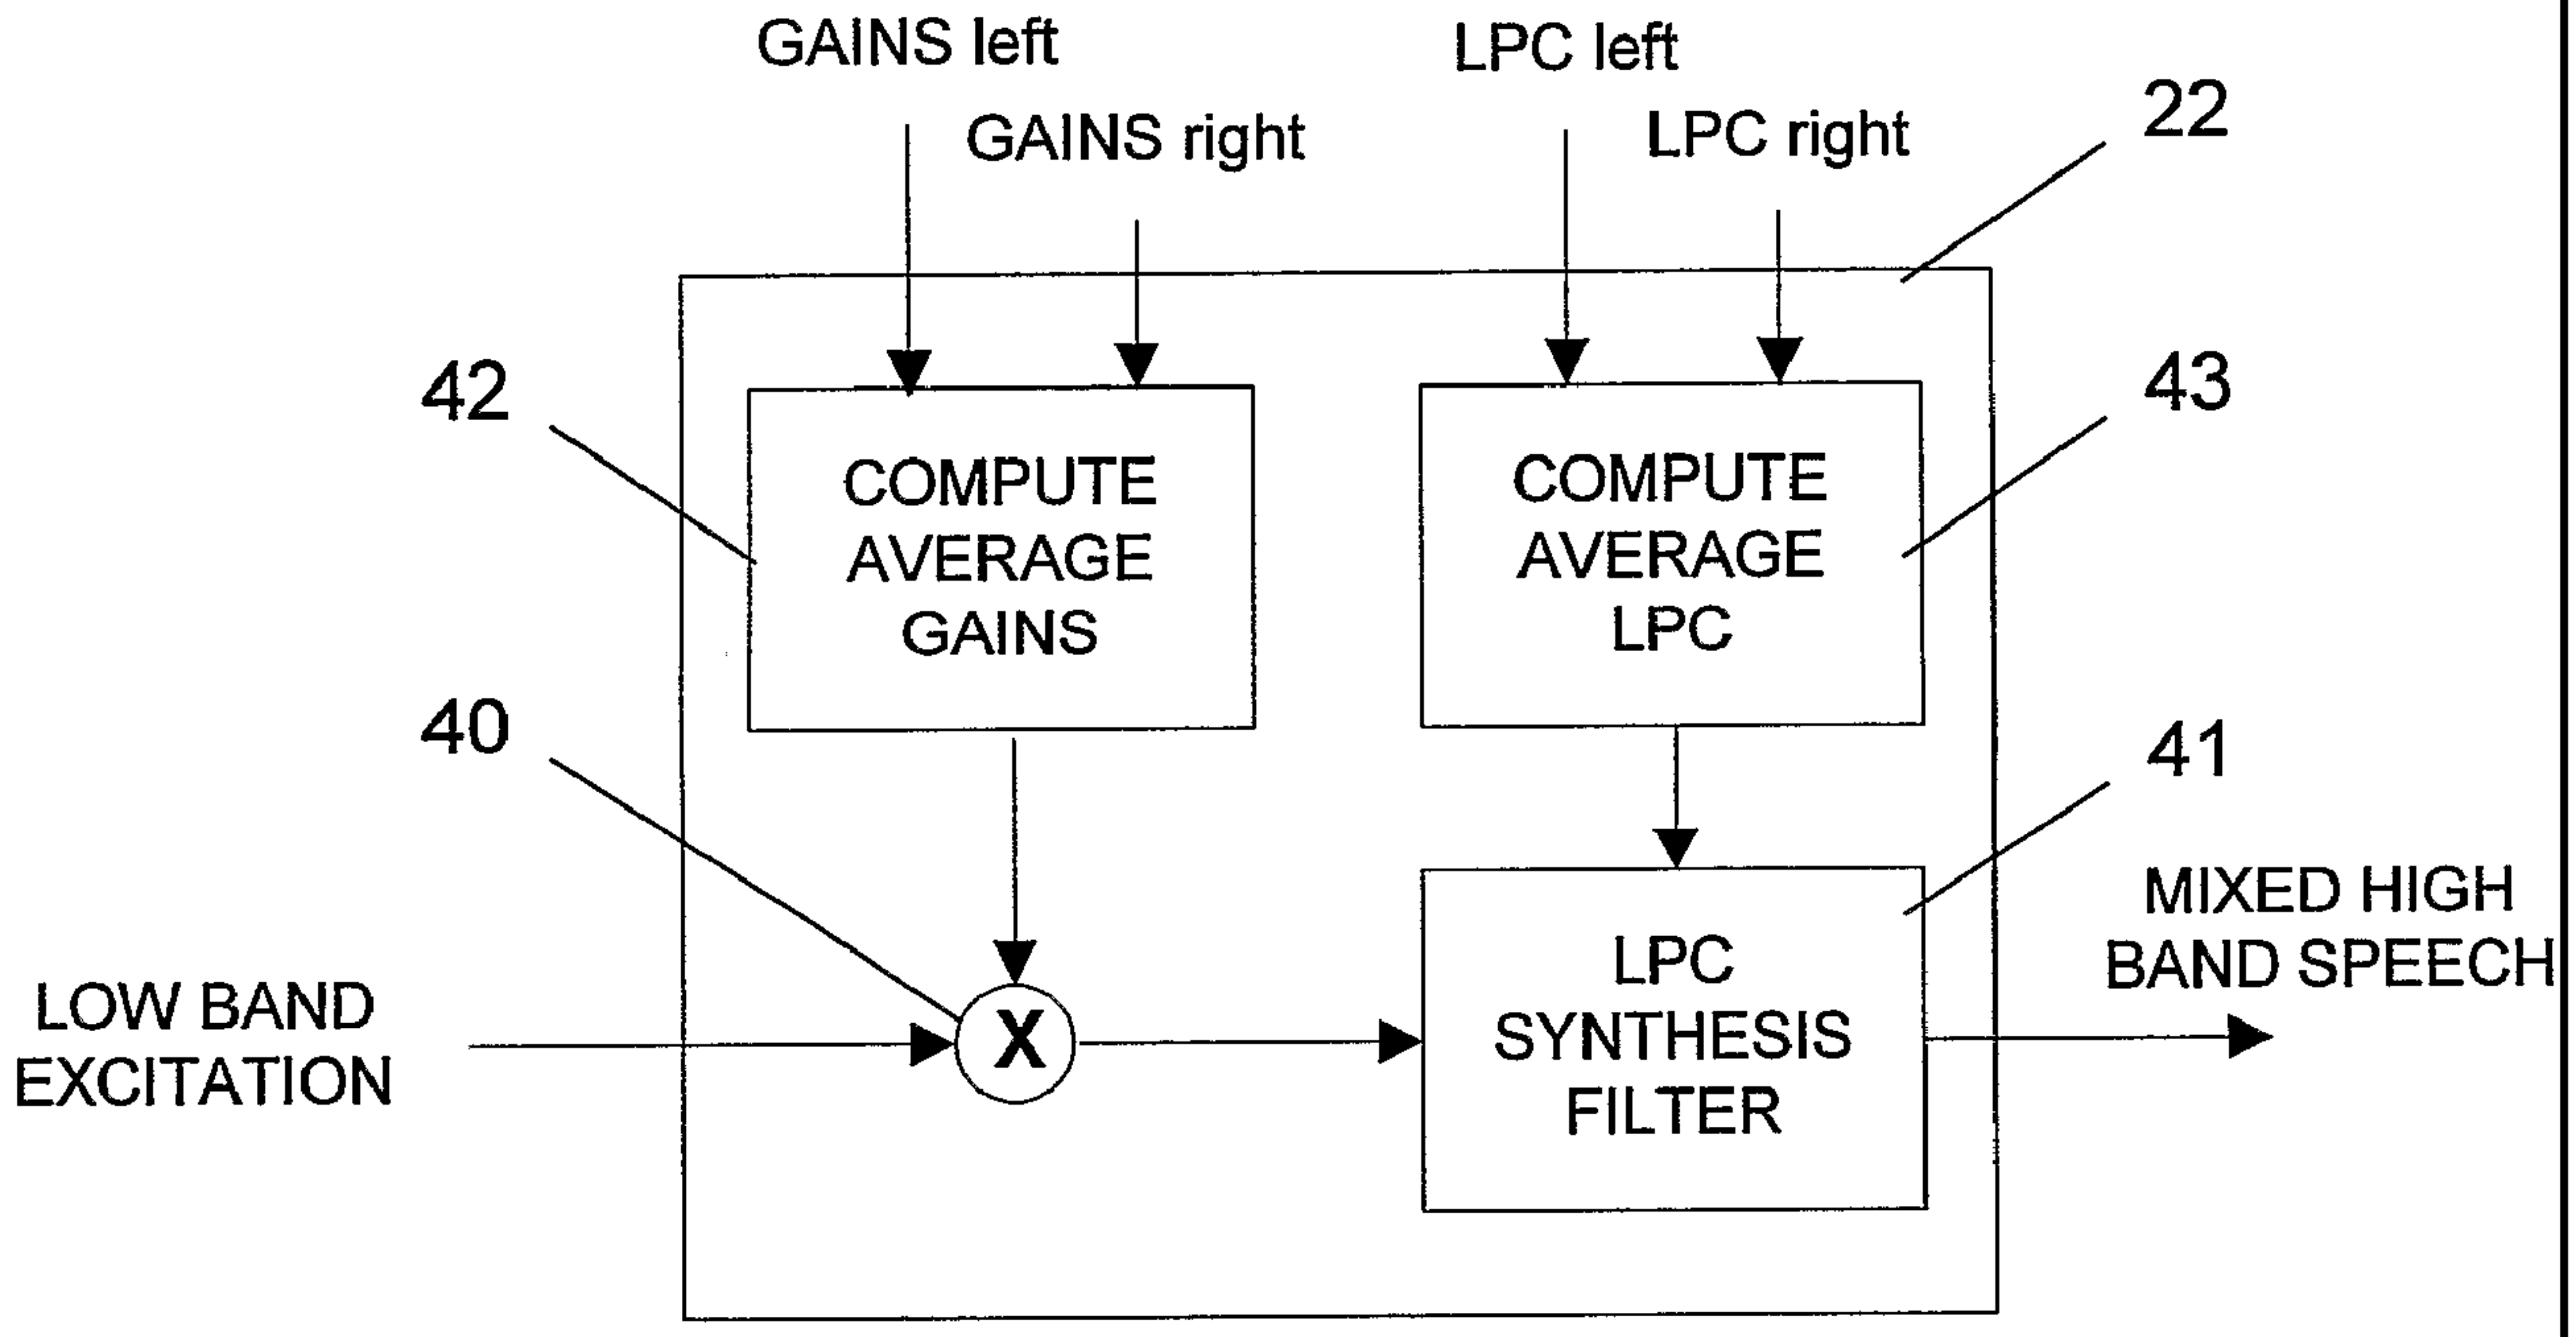 GAINS left
LPC left
GAINS right
LPC right
22
42
43
COMPUTE
AVERAGE
GAINS
COMPUTE
AVERAGE
LPC
40
41
LOW BAND
EXCITATION
X
LPC
SYNTHESIS
FILTER
MIXED HIGH
BAND SPEECH